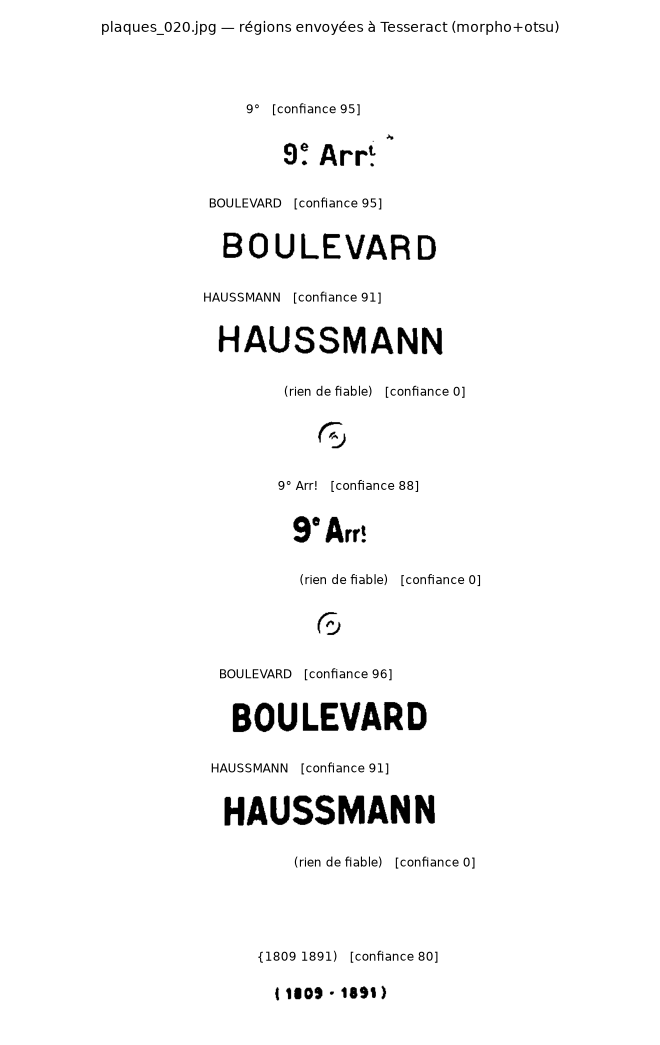 plaques_020.jpg — régions envoyées à Tesseract (morpho+otsu)
9° [confiance 95]
9e. Arrt.
BOULEVARD [confiance 95]
BOULEVARD
HAUSSMANN [confiance 91]
HAUSSMANN
(rien de fiable) [confiance 0]
9° Arr! [confiance 88]
9e Arrt.
(rien de fiable) [confiance 0]
BOULEVARD [confiance 96]
BOULEVARD
HAUSSMANN [confiance 91]
HAUSSMANN
(rien de fiable) [confiance 0]
{1809 1891) [confiance 80]
(1809 - 1891)